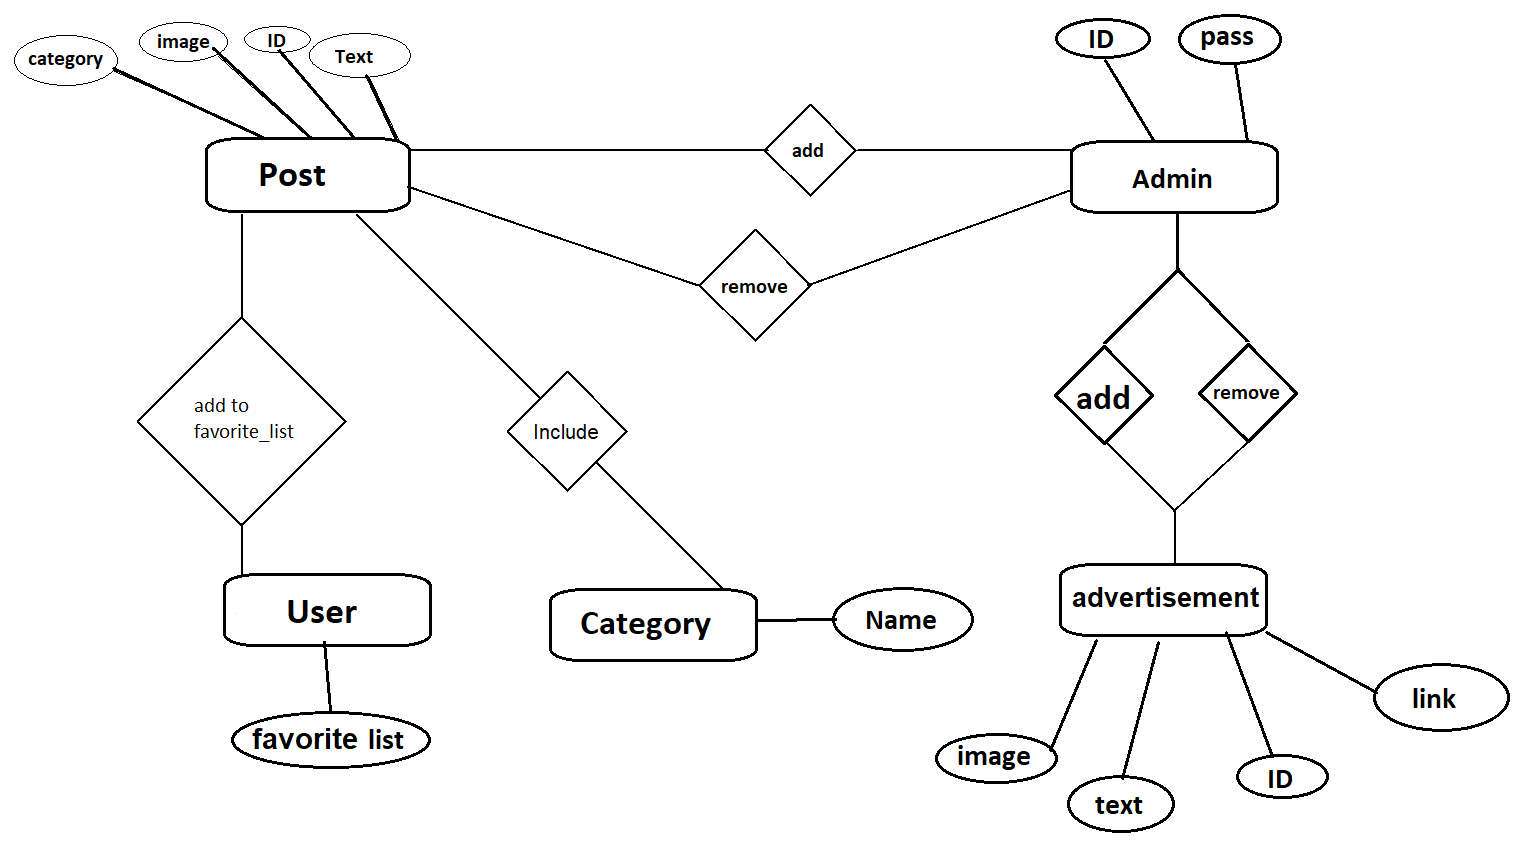 category
image
ID
Text
ID
pass
Post
add
Admin
remove
add to
favorite_list
Include
add
remove
User
Category
Name
advertisement
favorite list
image
text
ID
link